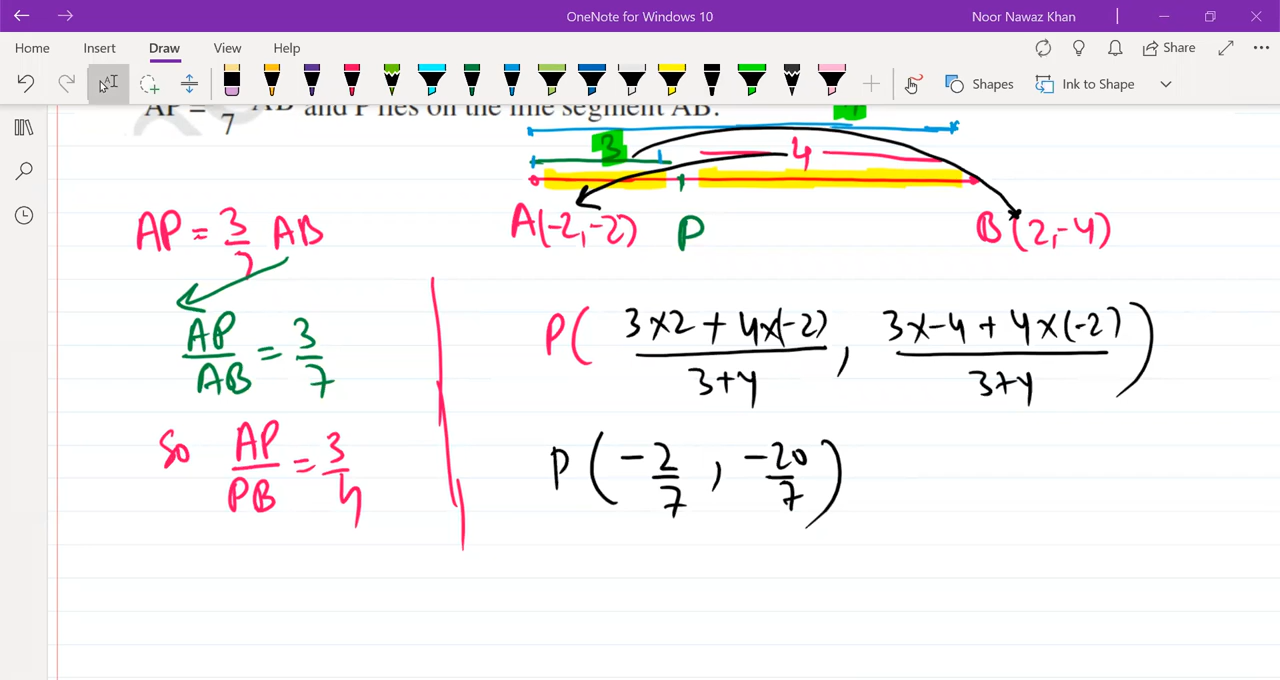 OneNote for Windows 10
Noor Nawaz Khan
Home Insert Draw View Help
Share
Shapes
Ink to Shape
AP = 7 AB and P lies on the line segment AB.
3
4
A(-2,-2)
P
B(2,-4)
AP = 3/7 AB
AP/AB = 3/7
So AP/PB = 3/4
P( 3×2 + 4×(-2) / 3+4 , 3×-4 + 4×(-2) / 3+4 )
P( -2/7 , -20/7 )